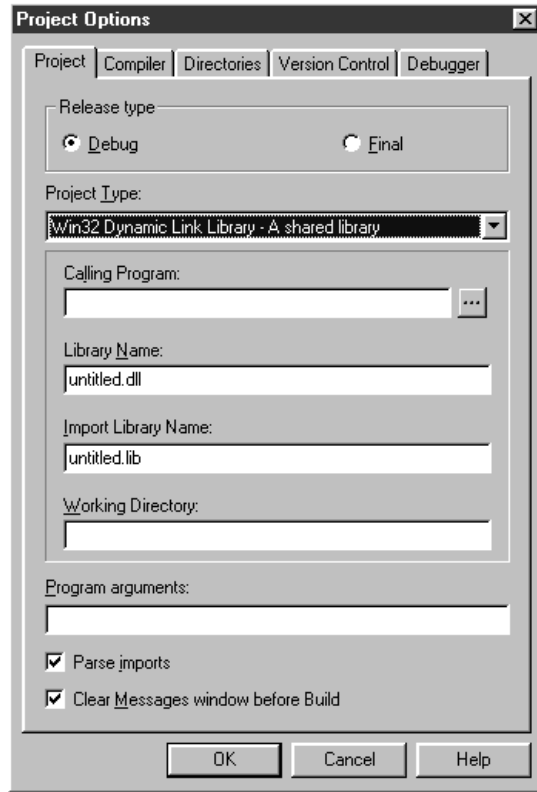 Project Options
Project Compiler Directories Version Control Debugger
Release type
Debug Final
Project Type:
Win32 Dynamic Link Library - A shared library
Calling Program:
...
Library Name:
untitled.dll
Import Library Name:
untitled.lib
Working Directory:
Program arguments:
Parse imports
Clear Messages window before Build
OK Cancel Help